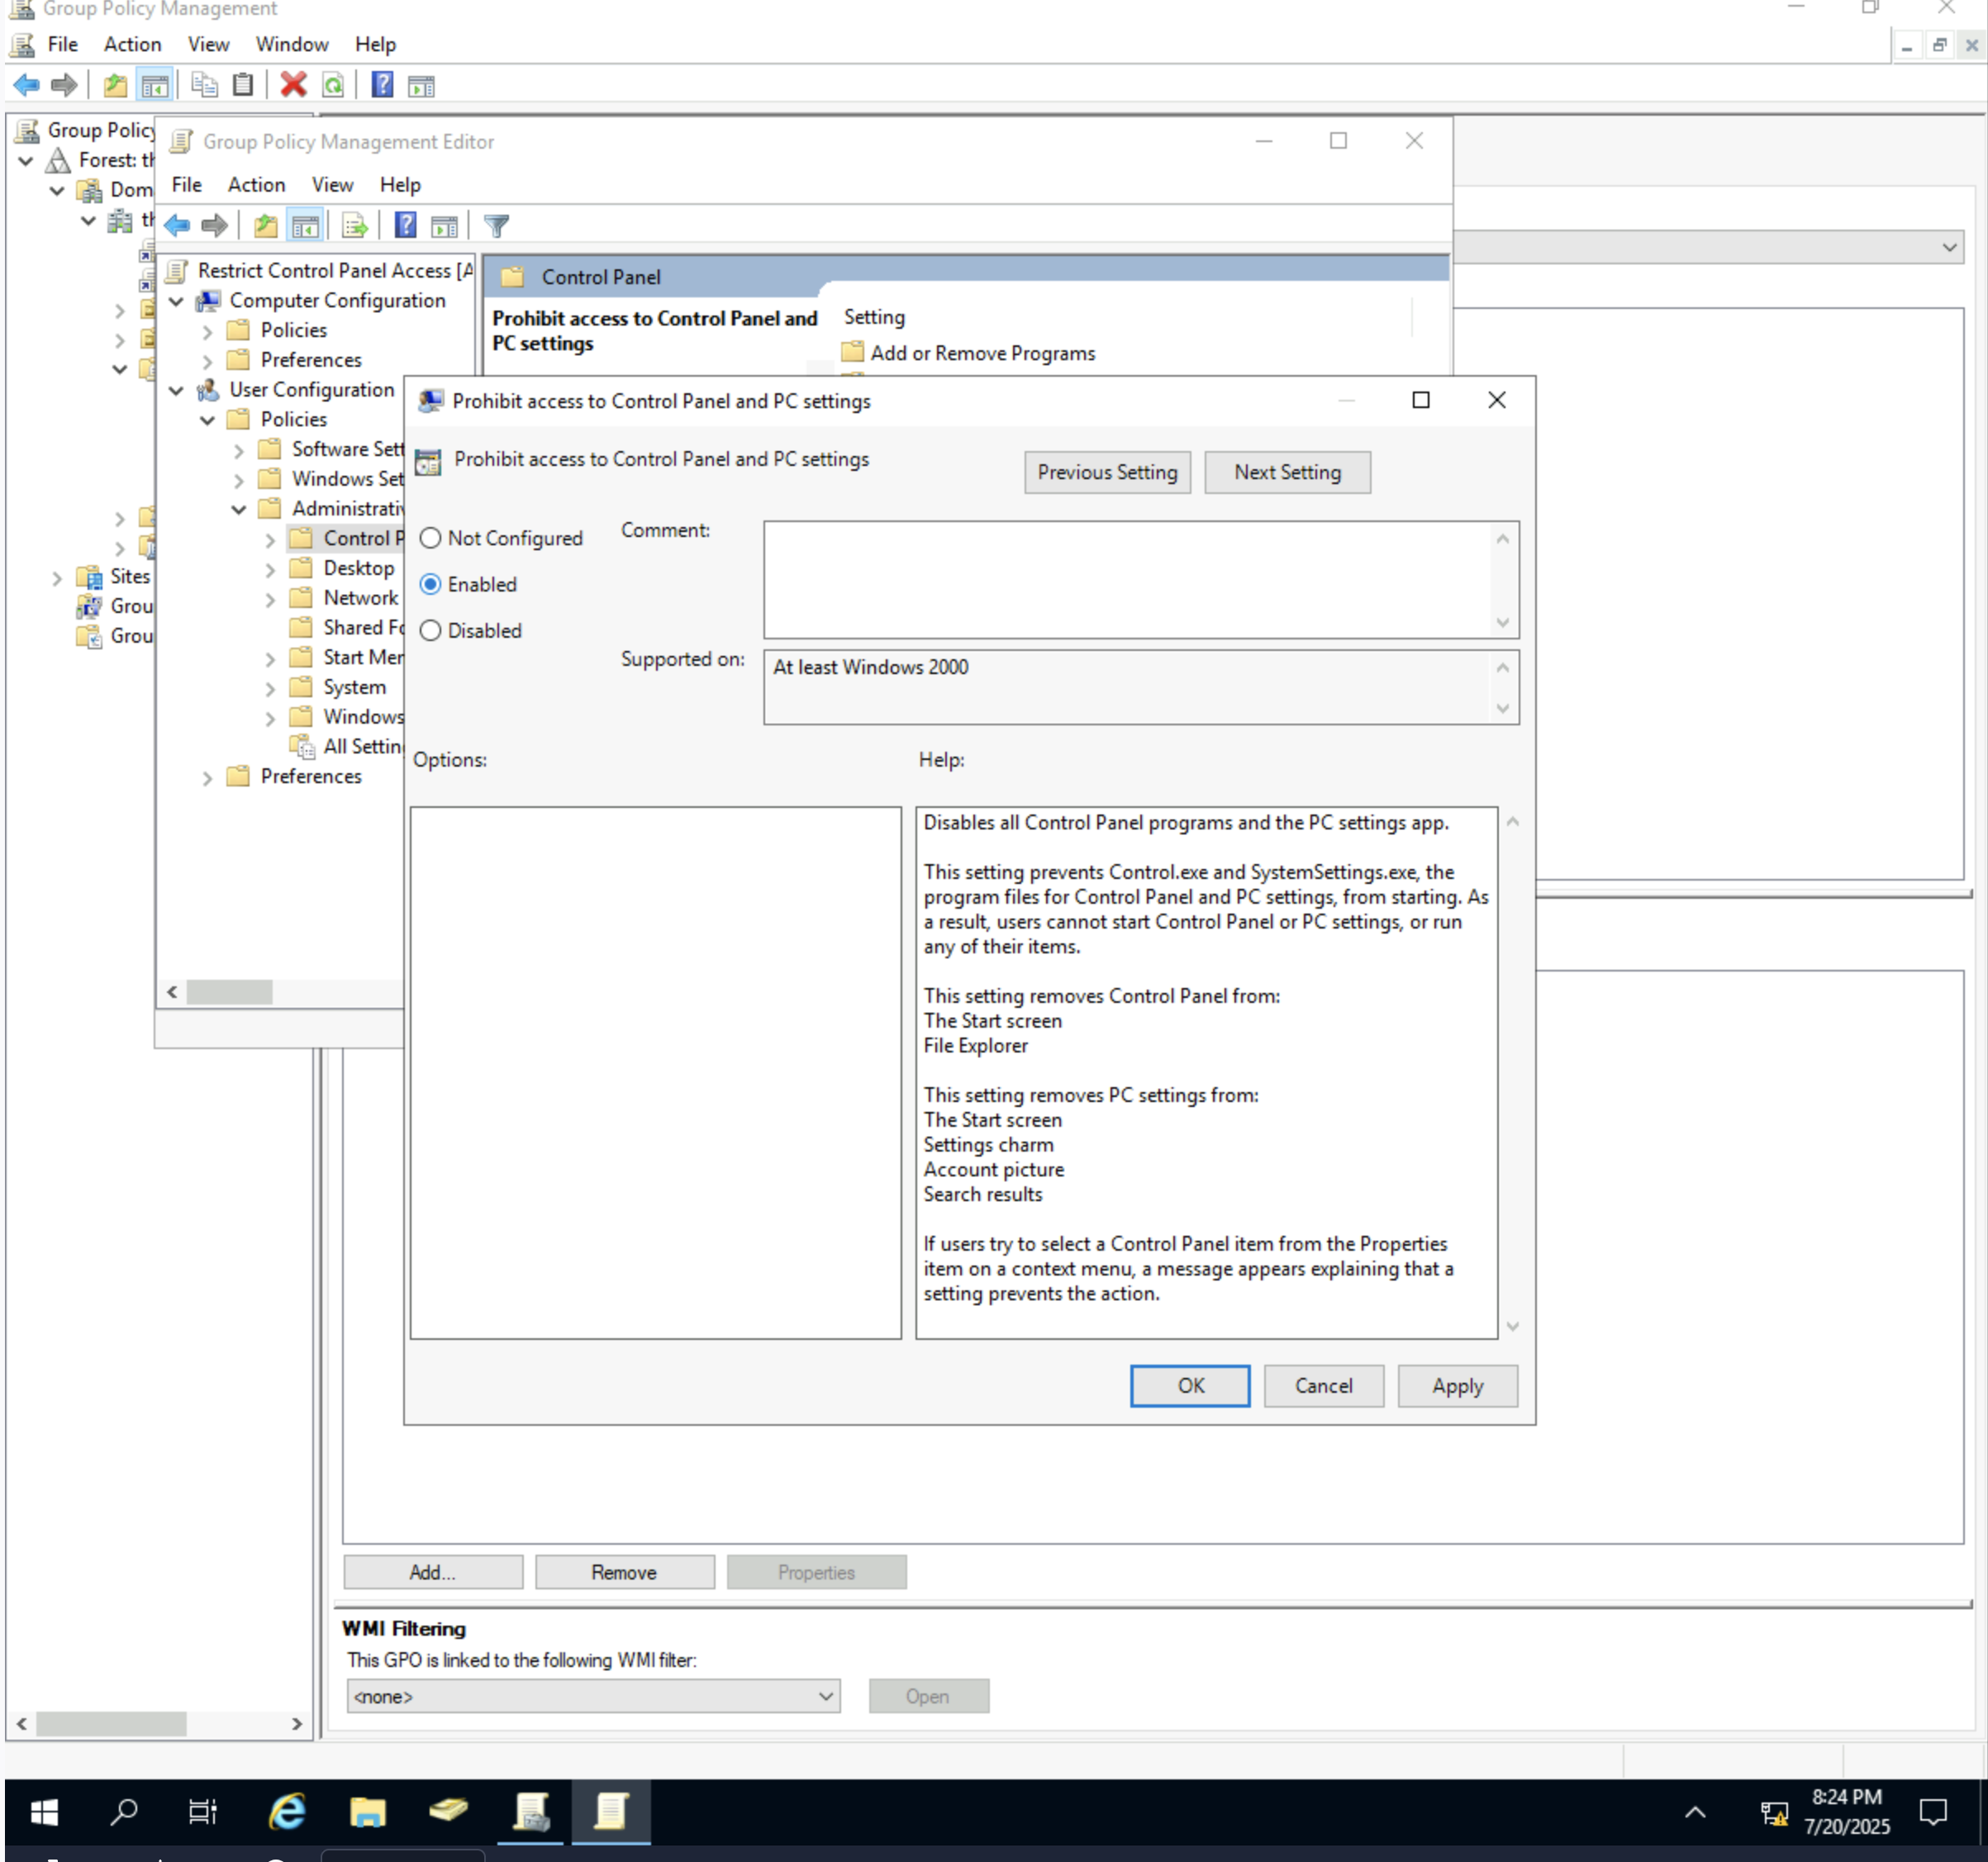 Group Policy Management
File Action View Window Help
Group Policy
Forest: th
Dom
th
Sites
Grou
Grou
Group Policy Management Editor
File Action View Help
Restrict Control Panel Access [A
Computer Configuration
Policies
Preferences
User Configuration
Policies
Software Sett
Windows Set
Administrativ
Control P
Desktop
Network
Shared Fo
Start Men
System
Windows
All Setting
Preferences
Control Panel
Prohibit access to Control Panel and
PC settings
Setting
Add or Remove Programs
Prohibit access to Control Panel and PC settings
Prohibit access to Control Panel and PC settings
Previous Setting
Next Setting
Not Configured
Enabled
Disabled
Comment:
Supported on:
At least Windows 2000
Options:
Help:
Disables all Control Panel programs and the PC settings app.
This setting prevents Control.exe and SystemSettings.exe, the
program files for Control Panel and PC settings, from starting. As
a result, users cannot start Control Panel or PC settings, or run
any of their items.
This setting removes Control Panel from:
The Start screen
File Explorer
This setting removes PC settings from:
The Start screen
Settings charm
Account picture
Search results
If users try to select a Control Panel item from the Properties
item on a context menu, a message appears explaining that a
setting prevents the action.
OK
Cancel
Apply
Add...
Remove
Properties
WMI Filtering
This GPO is linked to the following WMI filter:
<none>
Open
8:24 PM
7/20/2025